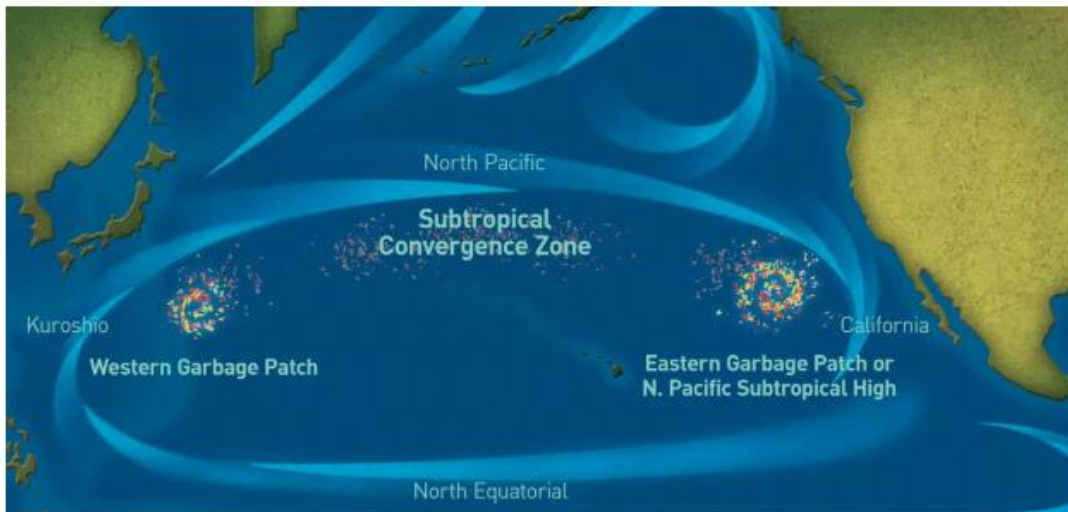 North Pacific
Subtropical
Convergence Zone
Kuroshio
California
Western Garbage Patch
Eastern Garbage Patch or
N. Pacific Subtropical High
North Equatorial